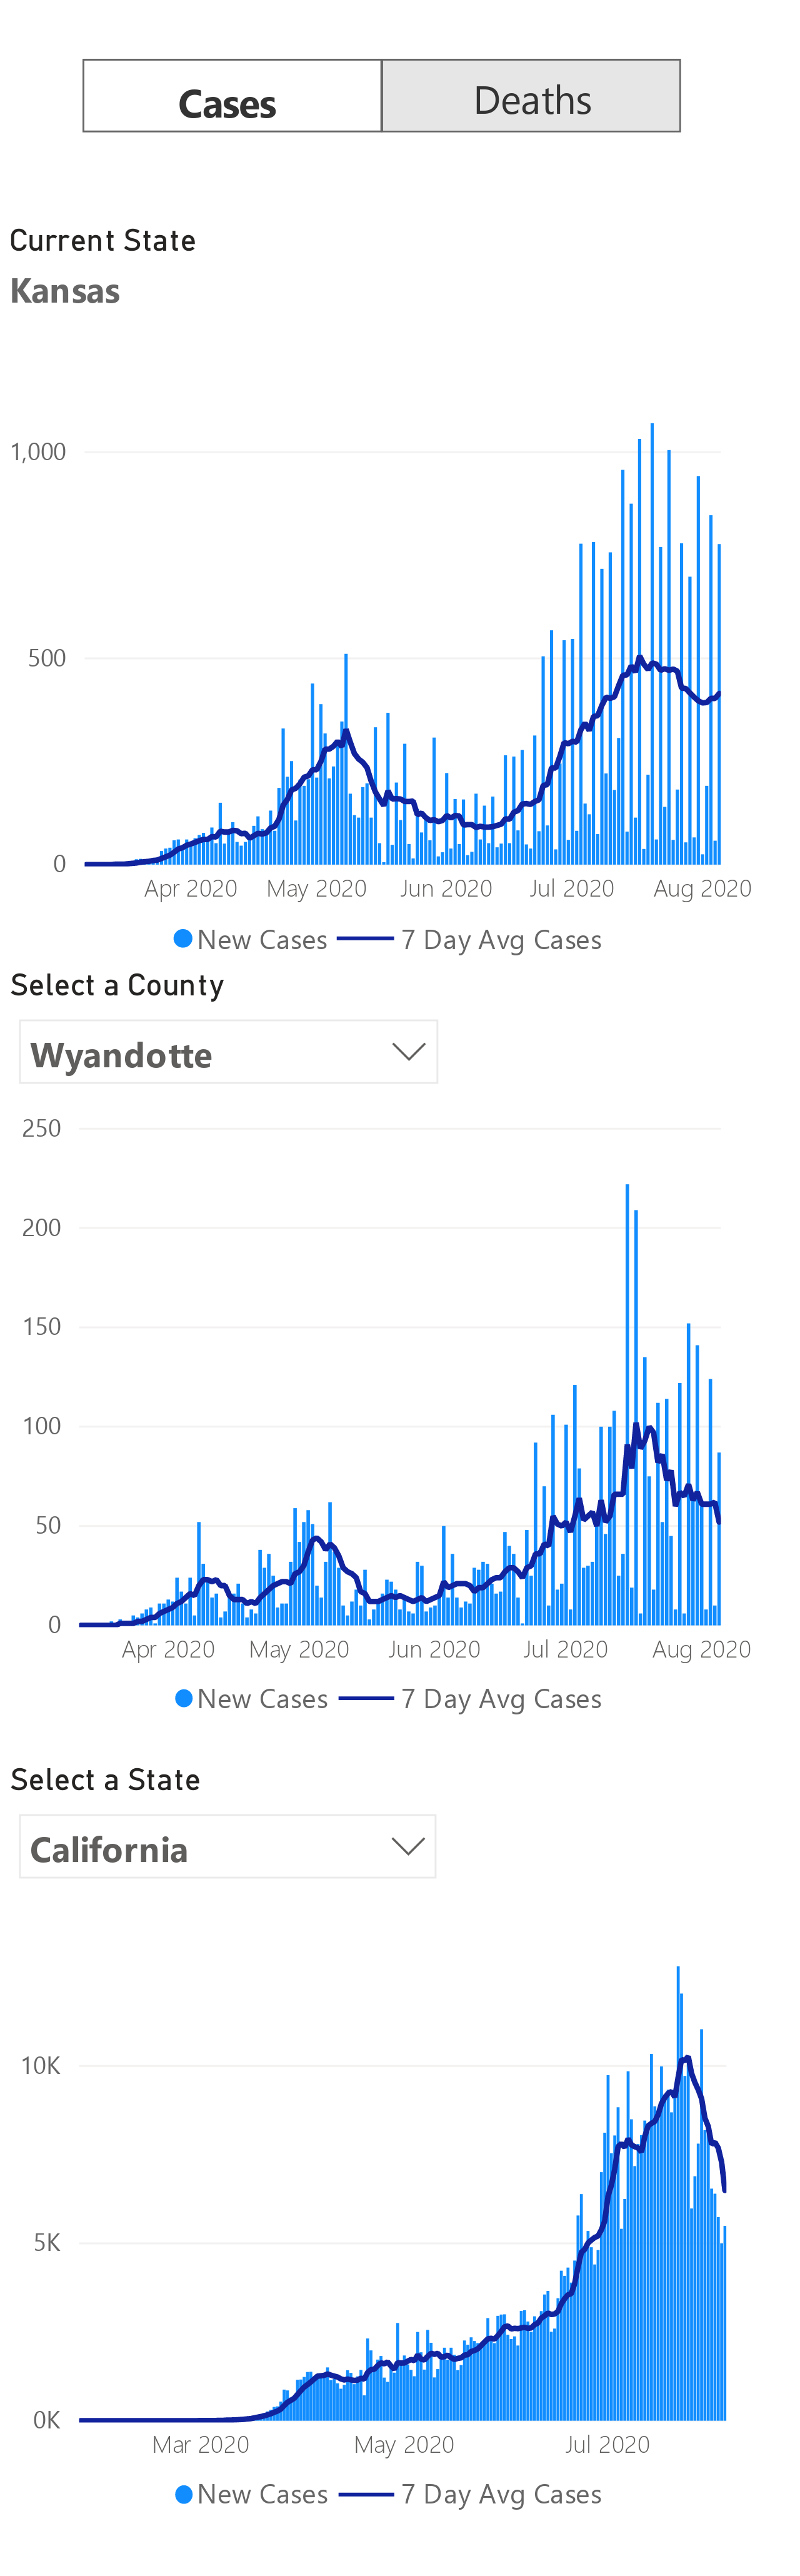 Cases Deaths
Current State
Kansas
1,000
500
0
Apr 2020 May 2020 Jun 2020 Jul 2020 Aug 2020
New Cases 7 Day Avg Cases
Select a County
Wyandotte
250
200
150
100
50
0
Apr 2020 May 2020 Jun 2020 Jul 2020 Aug 2020
New Cases 7 Day Avg Cases
Select a State
California
10K
5K
0K
Mar 2020 May 2020 Jul 2020
New Cases 7 Day Avg Cases